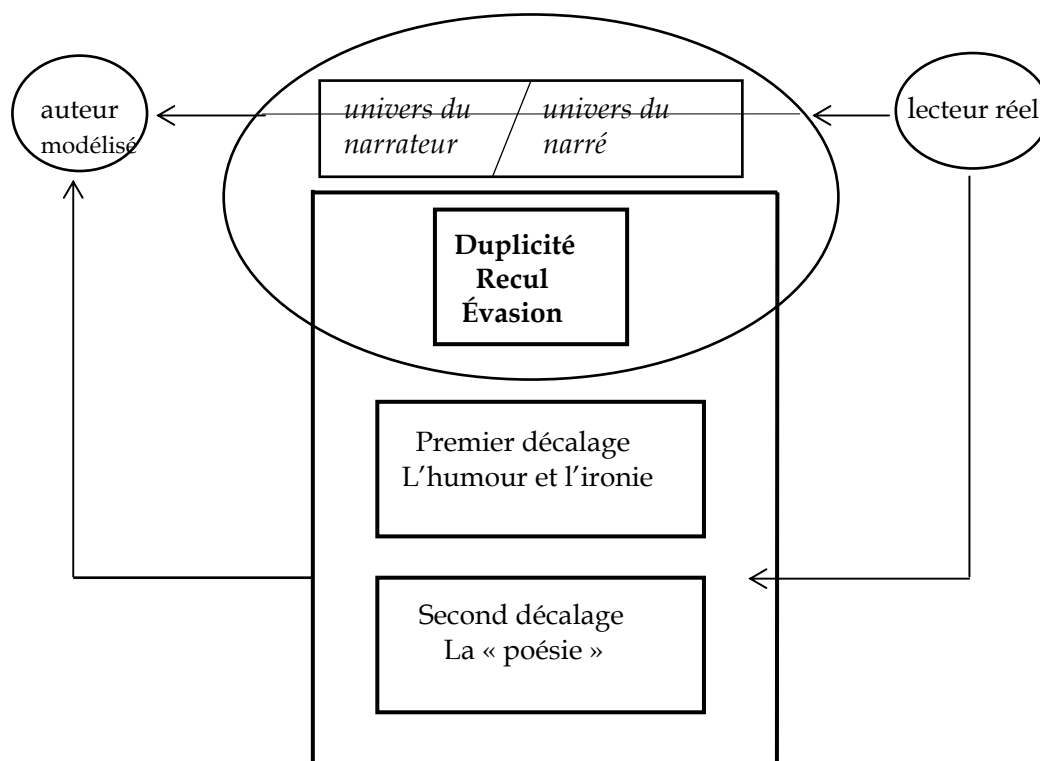 auteur
modélisé
univers du
narrateur
univers du
narré
lecteur réel
Duplicité
Recul
Évasion
Premier décalage
L’humour et l’ironie
Second décalage
La « poésie »